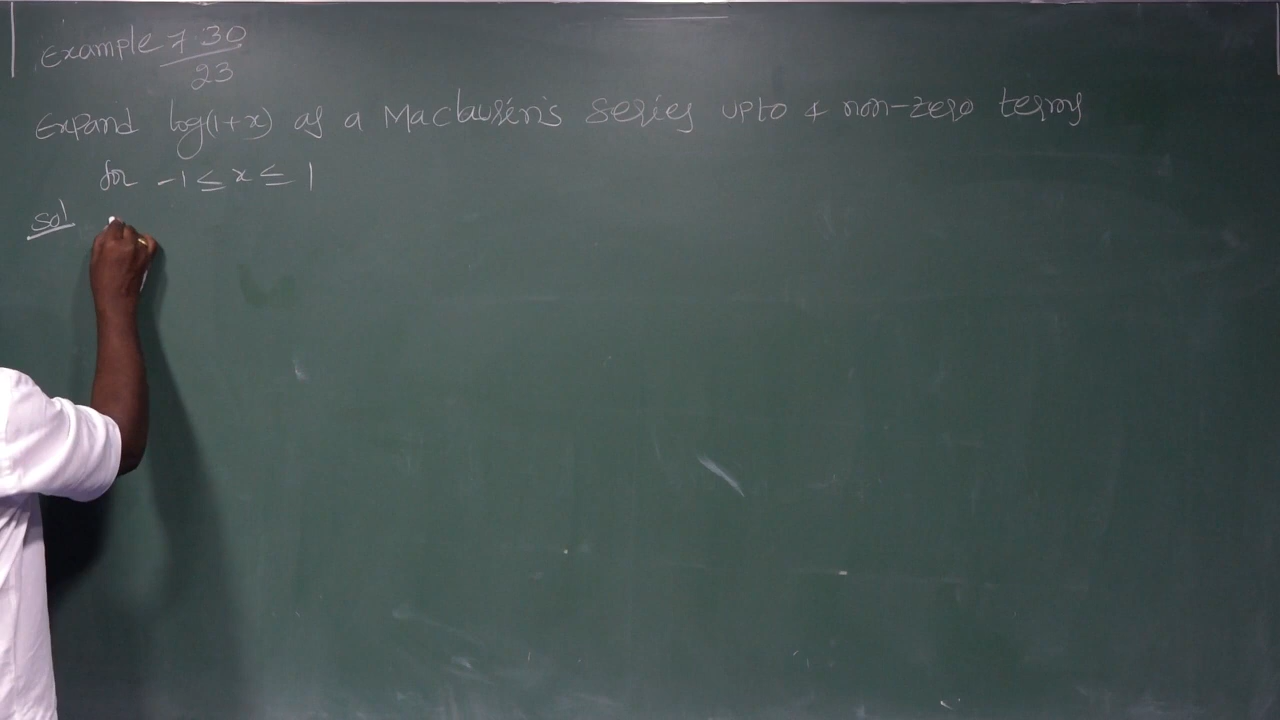 Example 7.30
23
Expand log(1+x) as a Maclaurin's series upto 4 non-zero terms
for -1 ≤ x ≤ 1
Sol